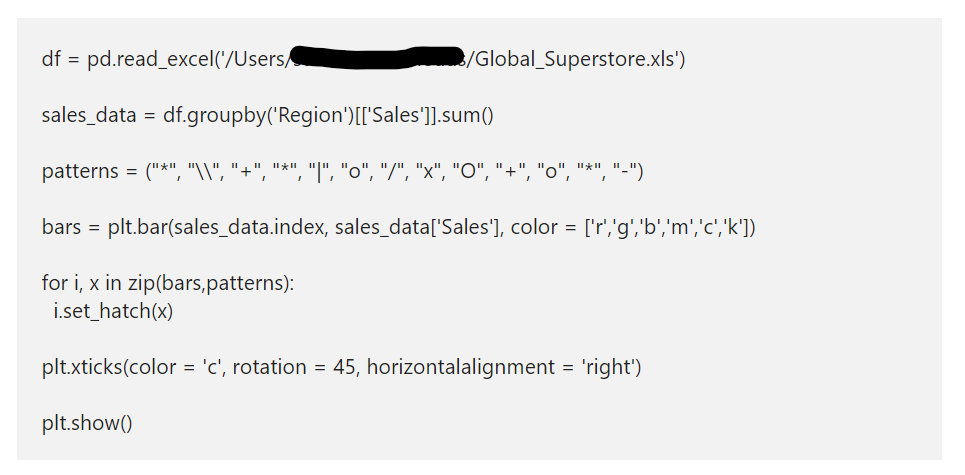 df = pd.read_excel('/Users/ /Global_Superstore.xls')
sales_data = df.groupby('Region')[['Sales']].sum()
patterns = ("*", "\\", "+", "*", "|", "o", "/", "x", "O", "+", "o", "*", "-")
bars = plt.bar(sales_data.index, sales_data['Sales'], color = ['r','g','b','m','c','k'])
for i, x in zip(bars,patterns):
i.set_hatch(x)
plt.xticks(color = 'c', rotation = 45, horizontalalignment = 'right')
plt.show()